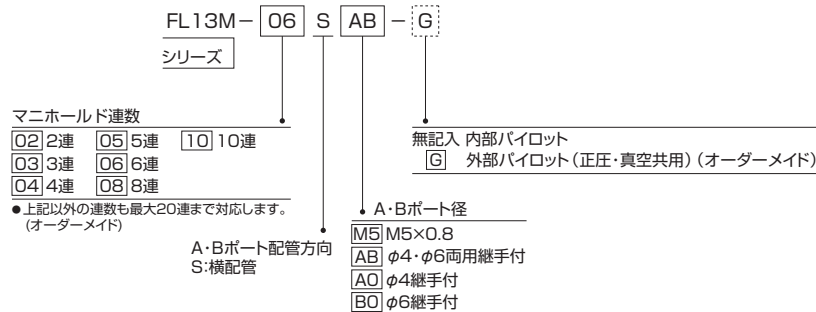 FL13M－06 S AB－G
シリーズ
マニホールド連数
02 2連 05 5連 10 10連
03 3連 06 6連
04 4連 08 8連
●上記以外の連数も最大20連まで対応します。
(オーダーメイド)
A・Bポート配管方向
S:横配管
A・Bポート径
M5 M5×0.8
AB φ4・φ6両用継手付
A0 φ4継手付
B0 φ6継手付
無記入 内部パイロット
G 外部パイロット(正圧・真空共用)(オーダーメイド)